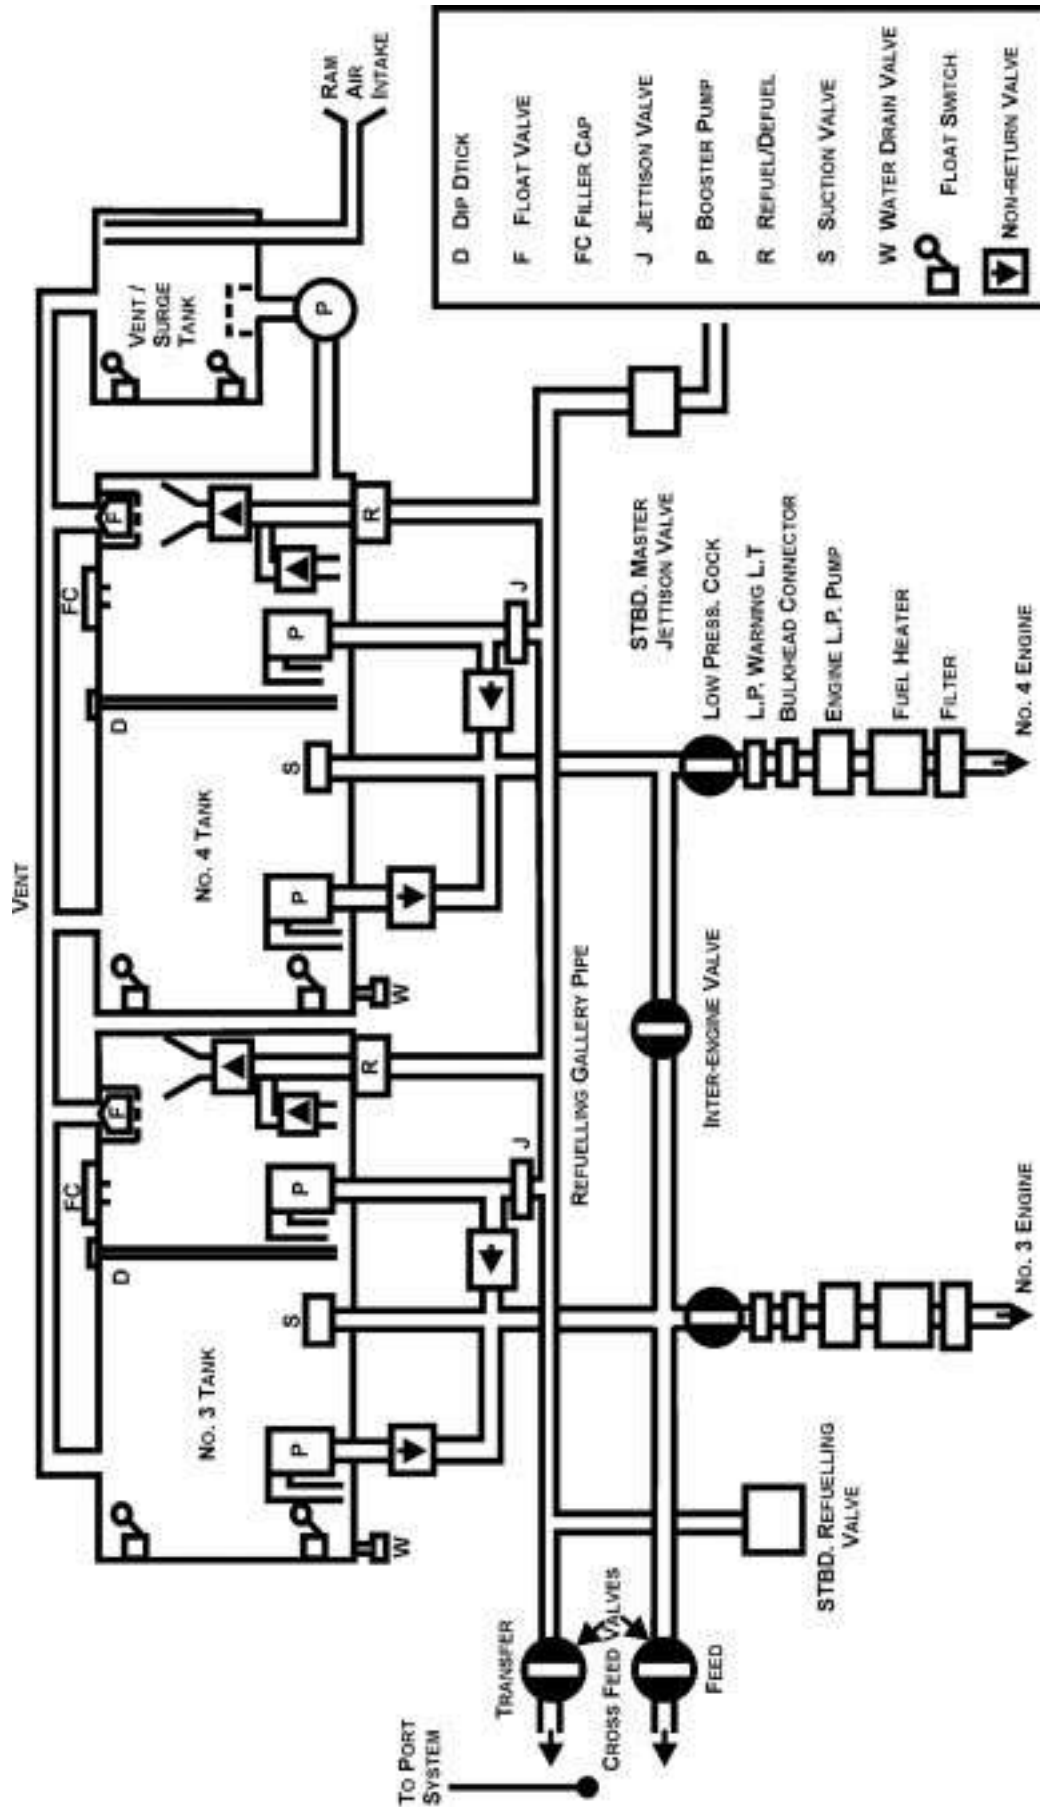 VENT
RAM
AIR
INTAKE
VENT /
SURGE
TANK
P
FC
F
FC
F
D
D
NO. 3 TANK
NO. 4 TANK
S
S
P
P
R
P
P
R
W
W
J
J
TO PORT
SYSTEM
TRANSFER
REFUELLING GALLERY PIPE
CROSS FEED VALVES
FEED
INTER-ENGINE VALVE
STBD. MASTER
JETTISON VALVE
STBD. REFUELLING
VALVE
LOW PRESS. COCK
L.P. WARNING L.T
BULKHEAD CONNECTOR
ENGINE L.P. PUMP
FUEL HEATER
FILTER
NO. 3 ENGINE
NO. 4 ENGINE
D DIP DTICK
F FLOAT VALVE
FC FILLER CAP
J JETTISON VALVE
P BOOSTER PUMP
R REFUEL/DEFUEL
S SUCTION VALVE
W WATER DRAIN VALVE
FLOAT SWITCH
NON-RETURN VALVE